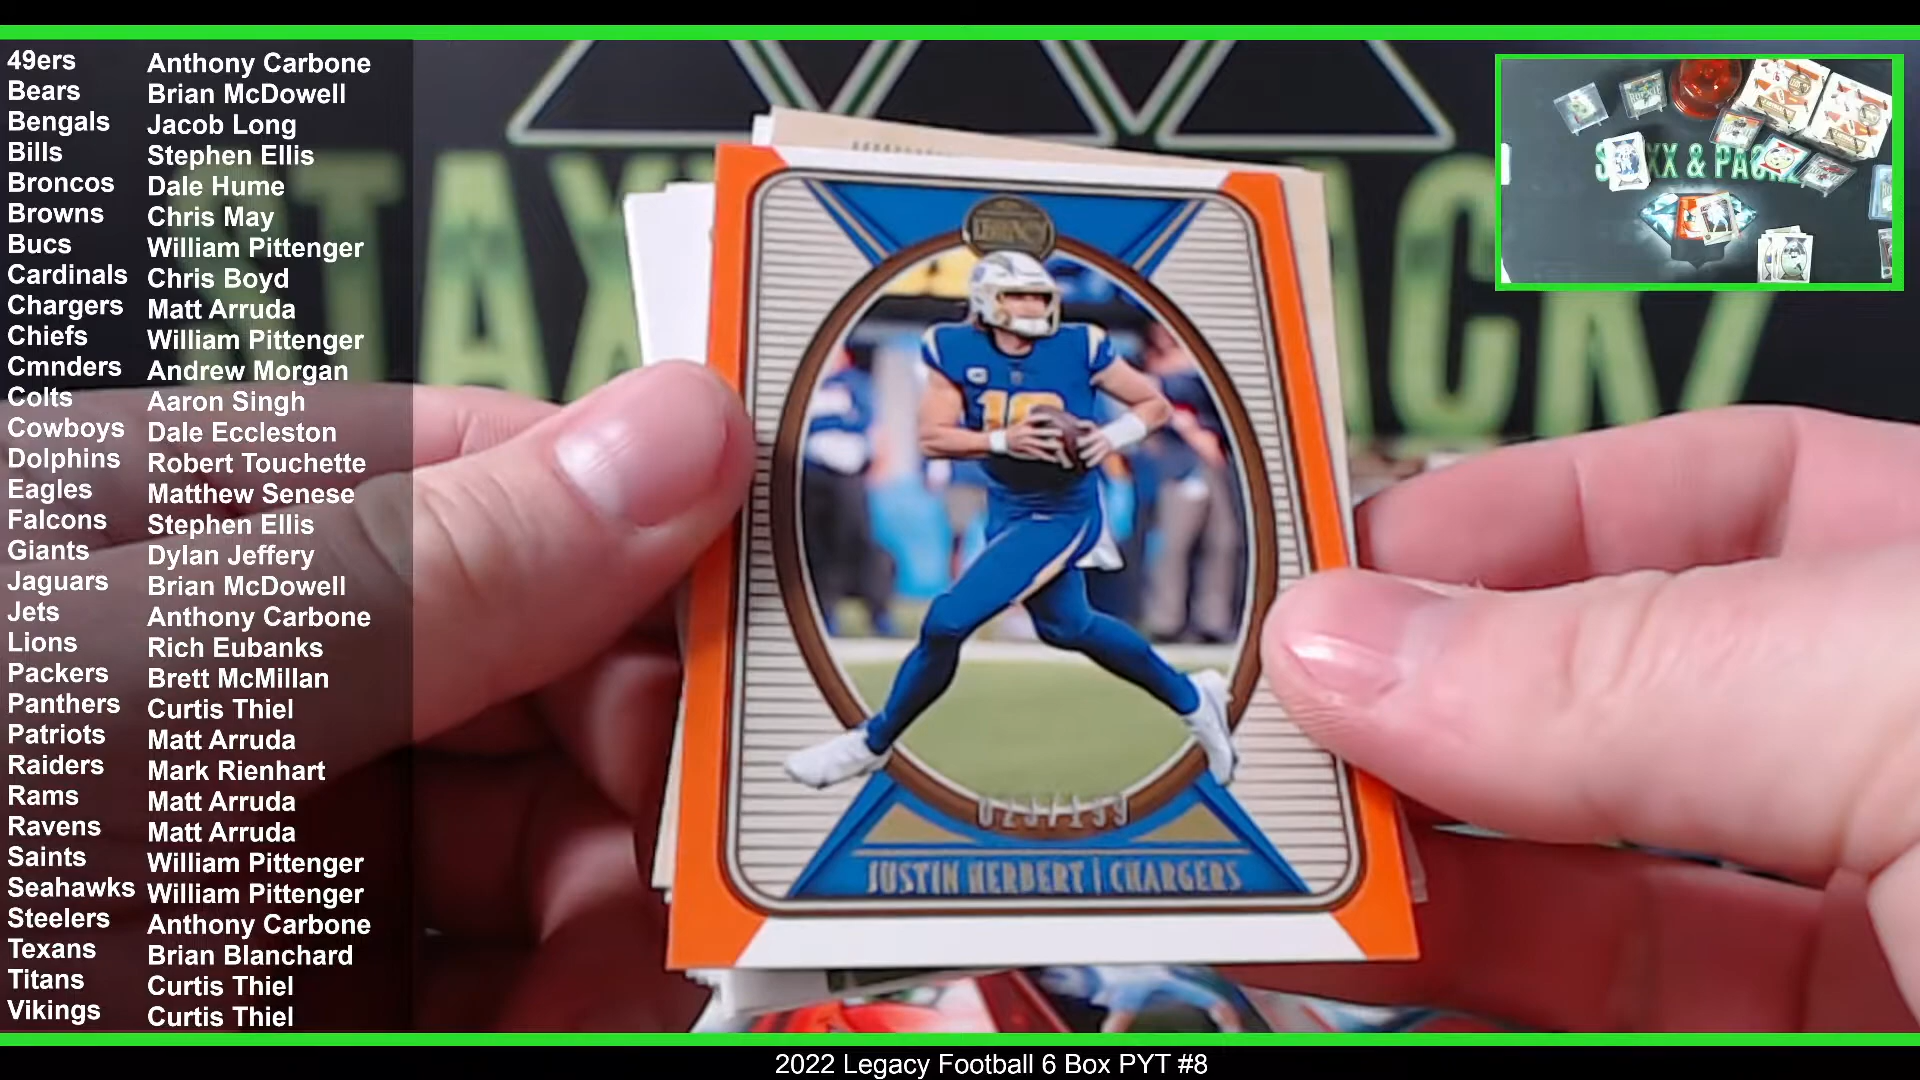 49ers Anthony Carbone
Bears Brian McDowell
Bengals Jacob Long
Bills Stephen Ellis
Broncos Dale Hume
Browns Chris May
Bucs William Pittenger
Cardinals Chris Boyd
Chargers Matt Arruda
Chiefs William Pittenger
Cmnders Andrew Morgan
Colts Aaron Singh
Cowboys Dale Eccleston
Dolphins Robert Touchette
Eagles Matthew Senese
Falcons Stephen Ellis
Giants Dylan Jeffery
Jaguars Brian McDowell
Jets Anthony Carbone
Lions Rich Eubanks
Packers Brett McMillan
Panthers Curtis Thiel
Patriots Matt Arruda
Raiders Mark Rienhart
Rams Matt Arruda
Ravens Matt Arruda
Saints William Pittenger
Seahawks William Pittenger
Steelers Anthony Carbone
Texans Brian Blanchard
Titans Curtis Thiel
Vikings Curtis Thiel
LEGACY
10
JUSTIN HERBERT | CHARGERS
2022 Legacy Football 6 Box PYT #8